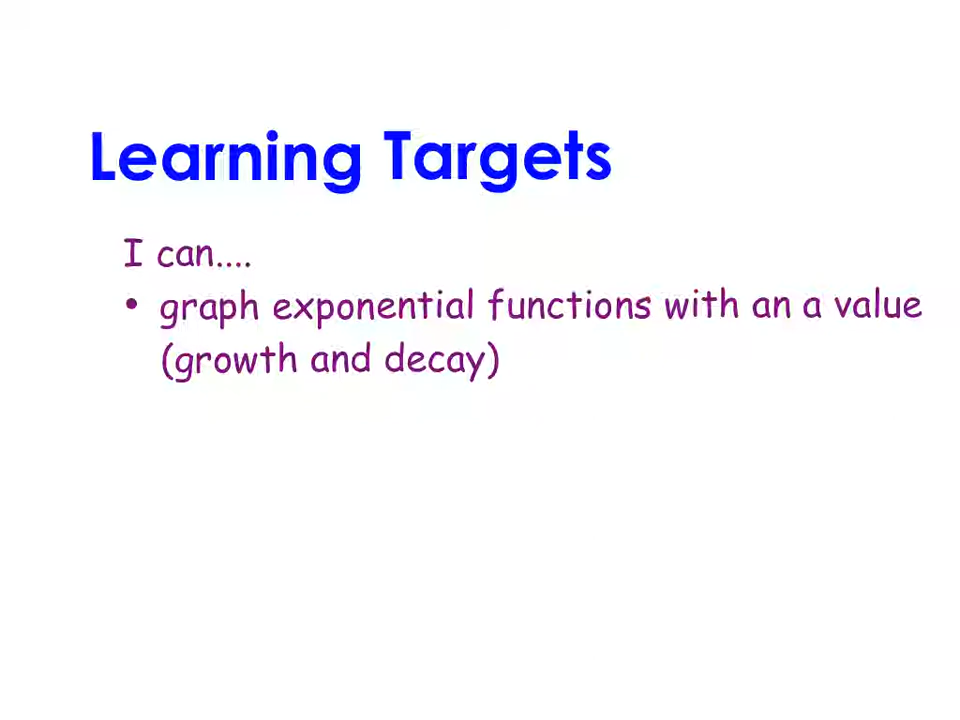 Learning Targets
I can....
• graph exponential functions with an a value
(growth and decay)